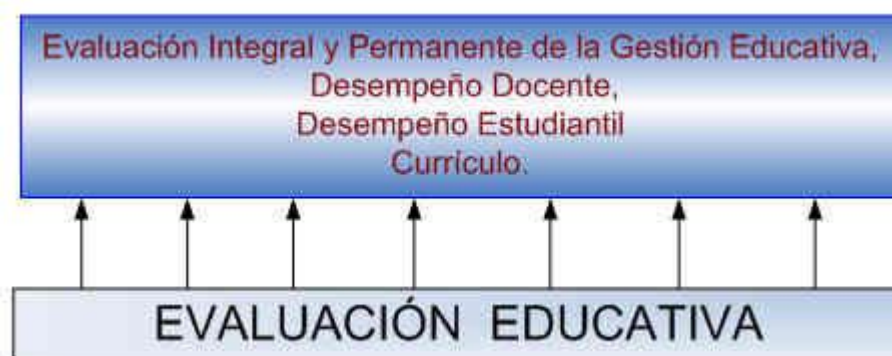 Evaluación Integral y Permanente de la Gestión Educativa,
Desempeño Docente,
Desempeño Estudiantil
Currículo.
EVALUACIÓN EDUCATIVA